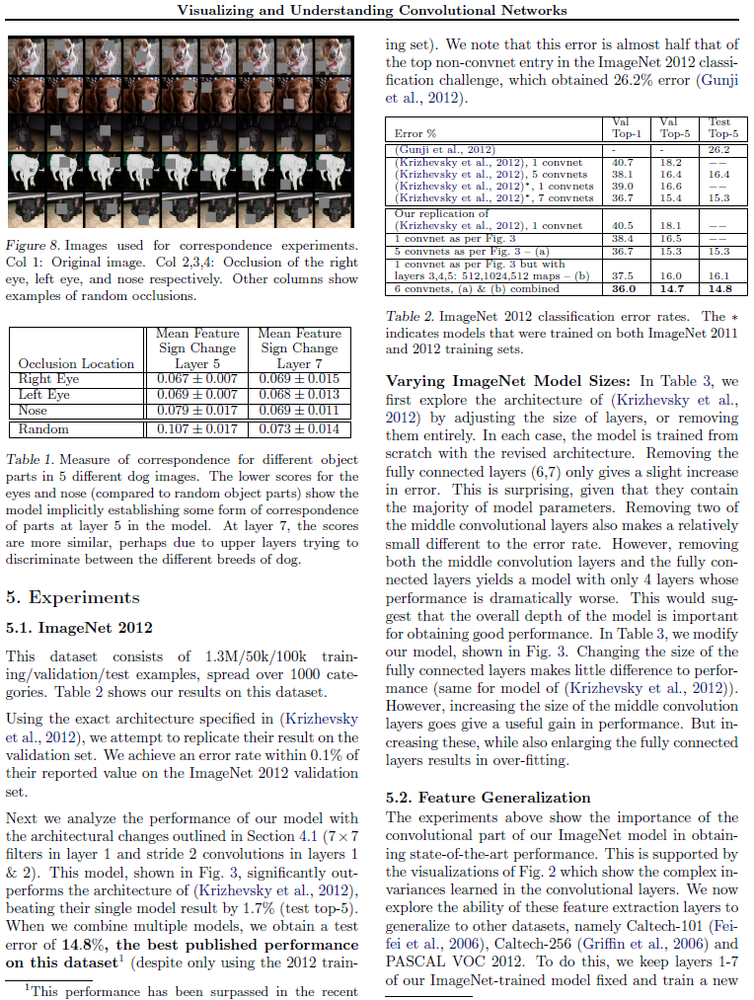 Visualizing and Understanding Convolutional Networks
Figure 8. Images used for correspondence experiments.
Col 1: Original image. Col 2,3,4: Occlusion of the right
eye, left eye, and nose respectively. Other columns show
examples of random occlusions.
Occlusion Location | Mean Feature Sign Change Layer 5 | Mean Feature Sign Change Layer 7
Right Eye | 0.067 ± 0.007 | 0.069 ± 0.015
Left Eye | 0.069 ± 0.007 | 0.068 ± 0.013
Nose | 0.079 ± 0.017 | 0.069 ± 0.011
Random | 0.107 ± 0.017 | 0.073 ± 0.014
Table 1. Measure of correspondence for different object
parts in 5 different dog images. The lower scores for the
eyes and nose (compared to random object parts) show the
model implicitly establishing some form of correspondence
of parts at layer 5 in the model. At layer 7, the scores
are more similar, perhaps due to upper layers trying to
discriminate between the different breeds of dog.
5. Experiments
5.1. ImageNet 2012
This dataset consists of 1.3M/50k/100k train-
ing/validation/test examples, spread over 1000 cate-
gories. Table 2 shows our results on this dataset.
Using the exact architecture specified in (Krizhevsky
et al., 2012), we attempt to replicate their result on the
validation set. We achieve an error rate within 0.1% of
their reported value on the ImageNet 2012 validation
set.
Next we analyze the performance of our model with
the architectural changes outlined in Section 4.1 (7×7
filters in layer 1 and stride 2 convolutions in layers 1
& 2). This model, shown in Fig. 3, significantly out-
performs the architecture of (Krizhevsky et al., 2012),
beating their single model result by 1.7% (test top-5).
When we combine multiple models, we obtain a test
error of 14.8%, the best published performance
on this dataset1 (despite only using the 2012 train-
1This performance has been surpassed in the recent
ing set). We note that this error is almost half that of
the top non-convnet entry in the ImageNet 2012 classi-
fication challenge, which obtained 26.2% error (Gunji
et al., 2012).
Error % | Val Top-1 | Val Top-5 | Test Top-5
(Gunji et al., 2012) | - | - | 26.2
(Krizhevsky et al., 2012), 1 convnet | 40.7 | 18.2 | −−
(Krizhevsky et al., 2012), 5 convnets | 38.1 | 16.4 | 16.4
(Krizhevsky et al., 2012)*, 1 convnets | 39.0 | 16.6 | −−
(Krizhevsky et al., 2012)*, 7 convnets | 36.7 | 15.4 | 15.3
Our replication of
(Krizhevsky et al., 2012), 1 convnet | 40.5 | 18.1 | −−
1 convnet as per Fig. 3 | 38.4 | 16.5 | −−
5 convnets as per Fig. 3 – (a) | 36.7 | 15.3 | 15.3
1 convnet as per Fig. 3 but with
layers 3,4,5: 512,1024,512 maps – (b) | 37.5 | 16.0 | 16.1
6 convnets, (a) & (b) combined | 36.0 | 14.7 | 14.8
Table 2. ImageNet 2012 classification error rates. The ∗
indicates models that were trained on both ImageNet 2011
and 2012 training sets.
Varying ImageNet Model Sizes: In Table 3, we
first explore the architecture of (Krizhevsky et al.,
2012) by adjusting the size of layers, or removing
them entirely. In each case, the model is trained from
scratch with the revised architecture. Removing the
fully connected layers (6,7) only gives a slight increase
in error. This is surprising, given that they contain
the majority of model parameters. Removing two of
the middle convolutional layers also makes a relatively
small different to the error rate. However, removing
both the middle convolution layers and the fully con-
nected layers yields a model with only 4 layers whose
performance is dramatically worse. This would sug-
gest that the overall depth of the model is important
for obtaining good performance. In Table 3, we modify
our model, shown in Fig. 3. Changing the size of the
fully connected layers makes little difference to perfor-
mance (same for model of (Krizhevsky et al., 2012)).
However, increasing the size of the middle convolution
layers goes give a useful gain in performance. But in-
creasing these, while also enlarging the fully connected
layers results in over-fitting.
5.2. Feature Generalization
The experiments above show the importance of the
convolutional part of our ImageNet model in obtain-
ing state-of-the-art performance. This is supported by
the visualizations of Fig. 2 which show the complex in-
variances learned in the convolutional layers. We now
explore the ability of these feature extraction layers to
generalize to other datasets, namely Caltech-101 (Fei-
fei et al., 2006), Caltech-256 (Griffin et al., 2006) and
PASCAL VOC 2012. To do this, we keep layers 1-7
of our ImageNet-trained model fixed and train a new